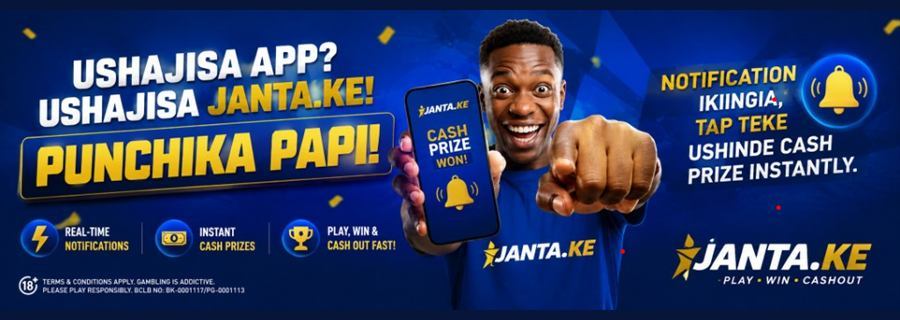 USHAJISA APP?
USHAJISA JANTA.KE!
PUNCHIKA PAPI!
REAL-TIME
NOTIFICATIONS
INSTANT
CASH PRIZES
PLAY, WIN &
CASH OUT FAST!
18+ TERMS & CONDITIONS APPLY. GAMBLING IS ADDICTIVE.
PLEASE PLAY RESPONSIBLY. BCLB NO: BK-0001117/PG-0001113
JANTA.KE
CASH
PRIZE
WON!
JANTA.KE
NOTIFICATION
IKIINGIA,
TAP TEKE
USHINDE CASH
PRIZE INSTANTLY.
JANTA.KE
PLAY • WIN • CASHOUT